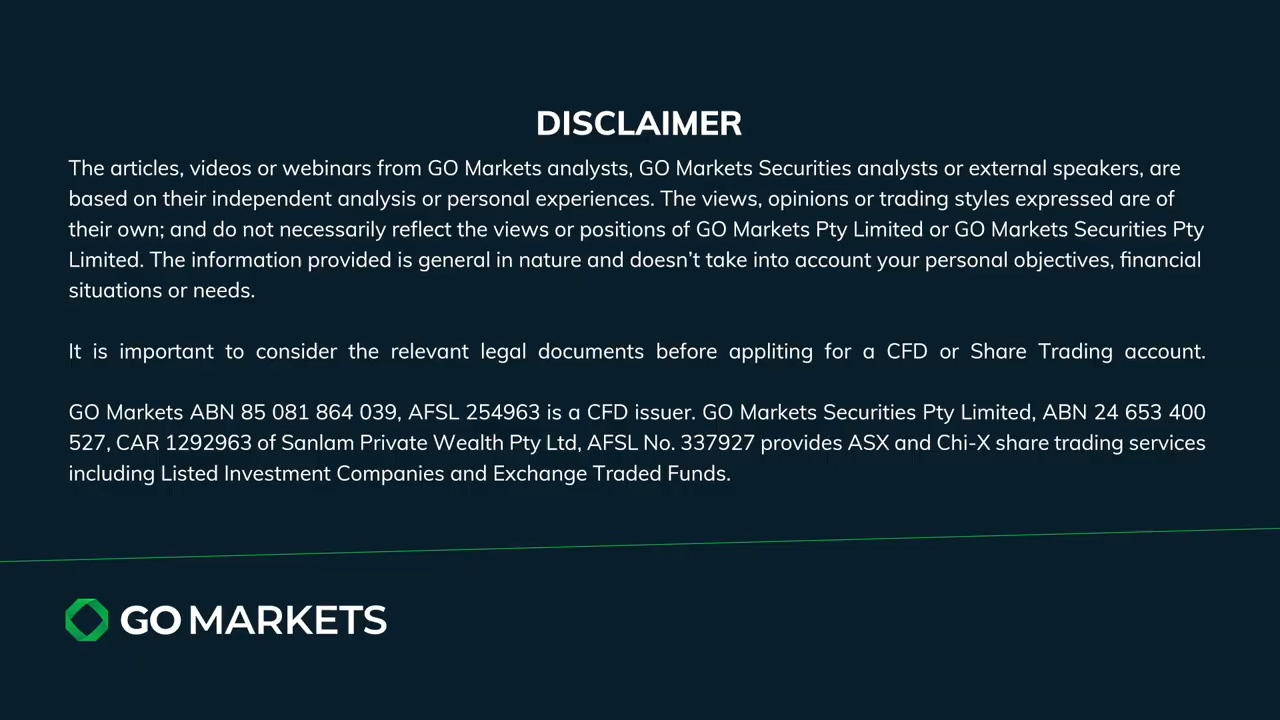 DISCLAIMER
The articles, videos or webinars from GO Markets analysts, GO Markets Securities analysts or external speakers, are
based on their independent analysis or personal experiences. The views, opinions or trading styles expressed are of
their own; and do not necessarily reflect the views or positions of GO Markets Pty Limited or GO Markets Securities Pty
Limited. The information provided is general in nature and doesn’t take into account your personal objectives, financial
situations or needs.
It is important to consider the relevant legal documents before appliting for a CFD or Share Trading account.
GO Markets ABN 85 081 864 039, AFSL 254963 is a CFD issuer. GO Markets Securities Pty Limited, ABN 24 653 400
527, CAR 1292963 of Sanlam Private Wealth Pty Ltd, AFSL No. 337927 provides ASX and Chi-X share trading services
including Listed Investment Companies and Exchange Traded Funds.
GO MARKETS